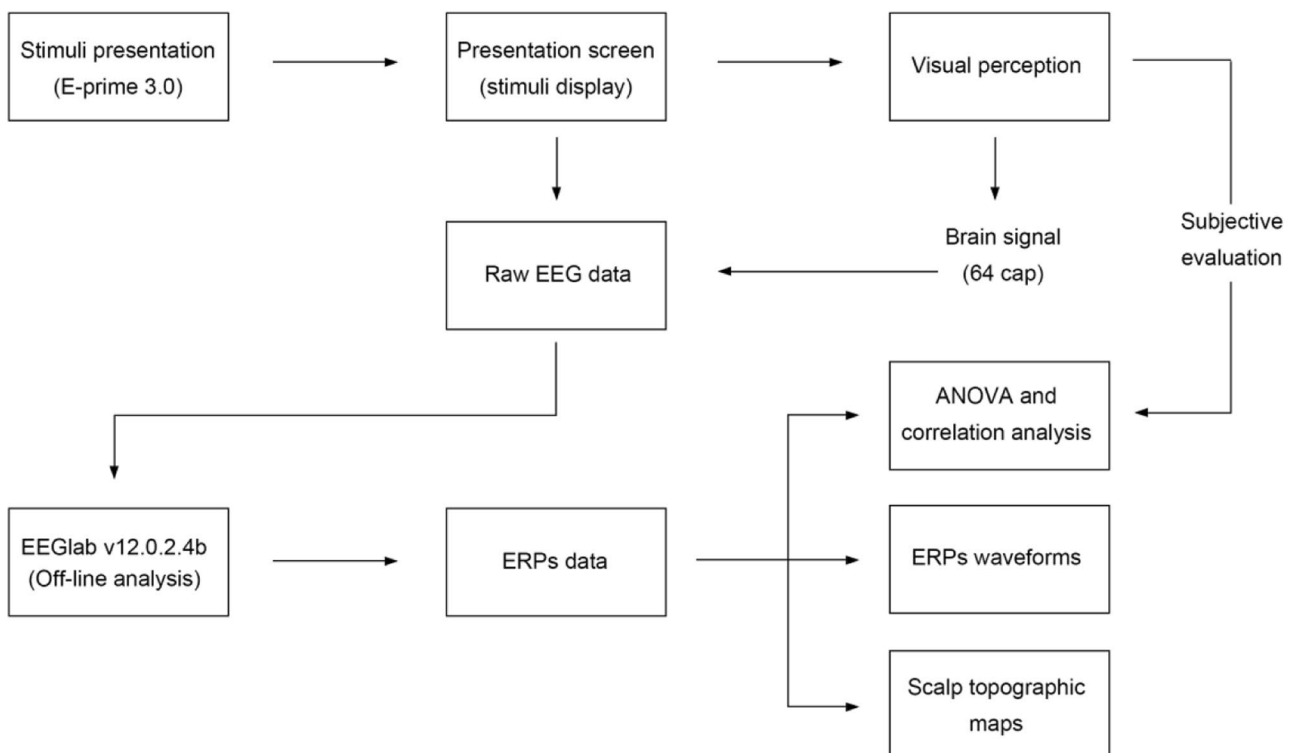 Stimuli presentation
(E-prime 3.0)
Presentation screen
(stimuli display)
Visual perception
Raw EEG data
Brain signal
(64 cap)
Subjective
evaluation
ANOVA and
correlation analysis
EEGlab v12.0.2.4b
(Off-line analysis)
ERPs data
ERPs waveforms
Scalp topographic
maps